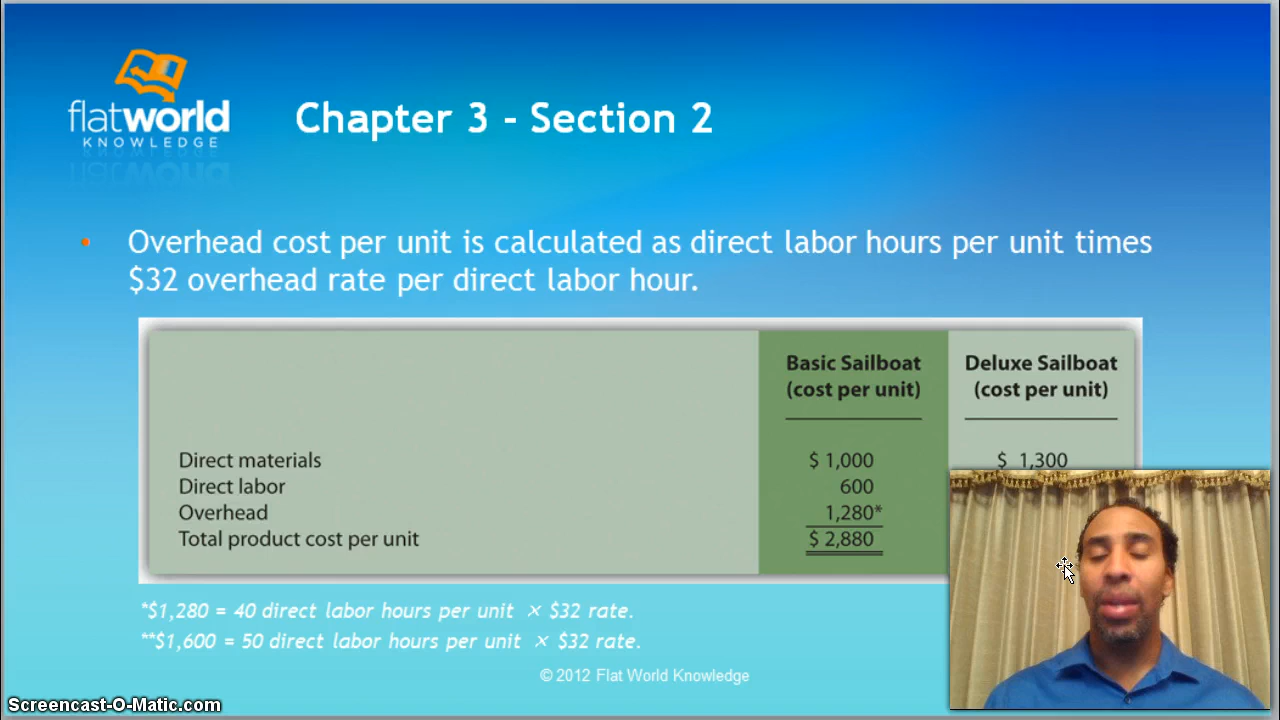 flatworld
KNOWLEDGE
Chapter 3 - Section 2
• Overhead cost per unit is calculated as direct labor hours per unit times
$32 overhead rate per direct labor hour.
Basic Sailboat Deluxe Sailboat
(cost per unit) (cost per unit)
Direct materials $ 1,000 $ 1,300
Direct labor 600
Overhead 1,280*
Total product cost per unit $ 2,880
*$1,280 = 40 direct labor hours per unit × $32 rate.
**$1,600 = 50 direct labor hours per unit × $32 rate.
© 2012 Flat World Knowledge
Screencast-O-Matic.com